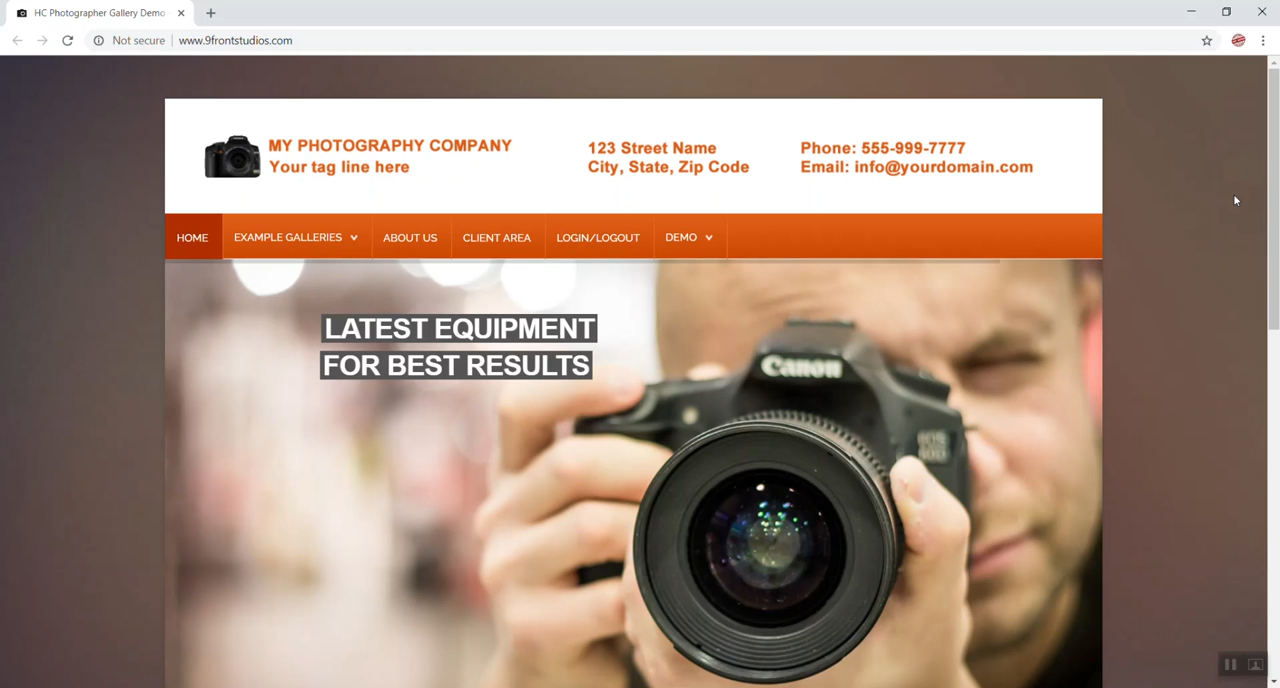 HC Photographer Gallery Demo
Not secure
www.9frontstudios.com
MY PHOTOGRAPHY COMPANY
Your tag line here
123 Street Name
City, State, Zip Code
Phone: 555-999-7777
Email: info@yourdomain.com
HOME
EXAMPLE GALLERIES
ABOUT US
CLIENT AREA
LOGIN/LOGOUT
DEMO
LATEST EQUIPMENT
FOR BEST RESULTS
Canon